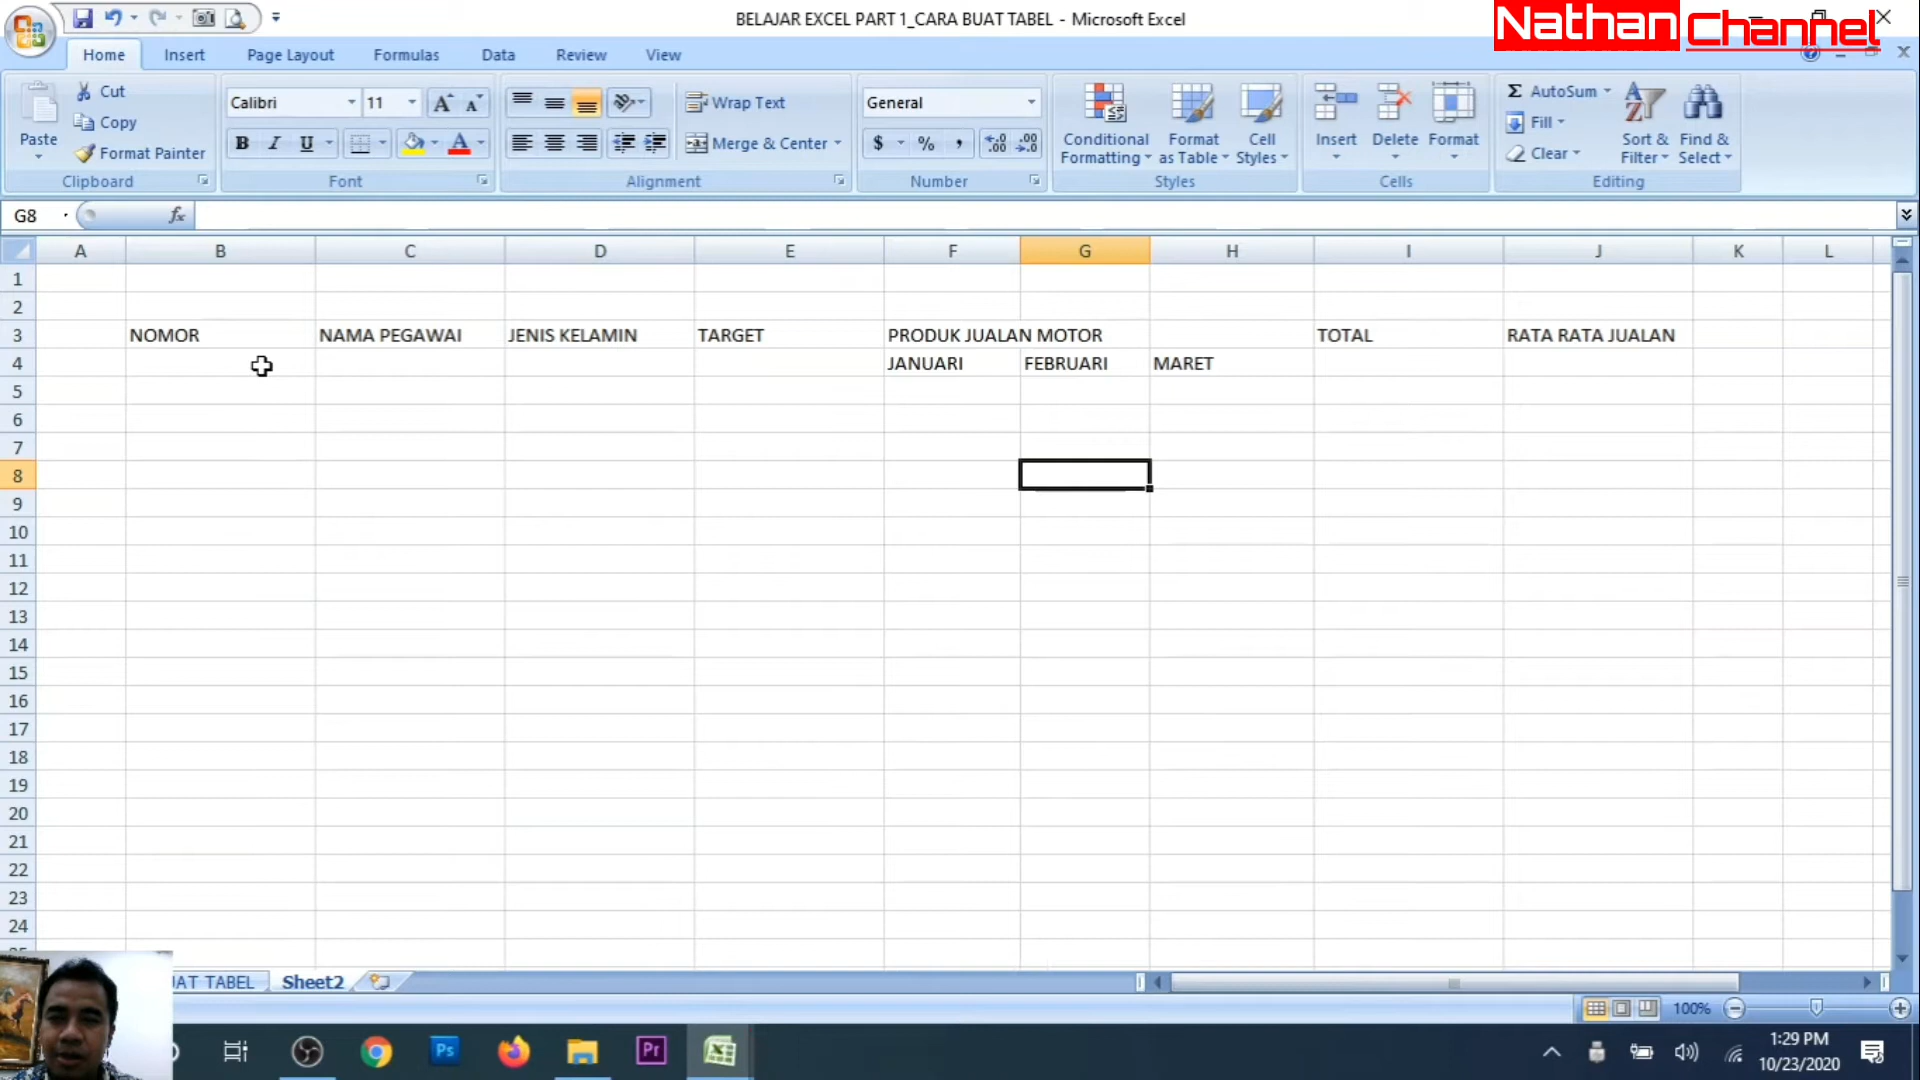 BELAJAR EXCEL PART 1_CARA BUAT TABEL - Microsoft Excel
Nathan Channel
Home Insert Page Layout Formulas Data Review View
Cut
Copy
Format Painter
Paste
Clipboard
Calibri 11
B I U
Font
Wrap Text
Merge & Center
Alignment
General
$ % , .00
Number
Conditional Formatting
Format as Table
Cell Styles
Styles
Insert Delete Format
Cells
Σ AutoSum
Fill
Clear
Sort & Filter
Find & Select
Editing
G8 fx
A B C D E F G H I J K L
1
2
3 NOMOR NAMA PEGAWAI JENIS KELAMIN TARGET PRODUK JUALAN MOTOR TOTAL RATA RATA JUALAN
4 JANUARI FEBRUARI MARET
5
6
7
8
9
10
11
12
13
14
15
16
17
18
19
20
21
22
23
24
UAT TABEL Sheet2
100%
Ps Pr
1:29 PM
10/23/2020